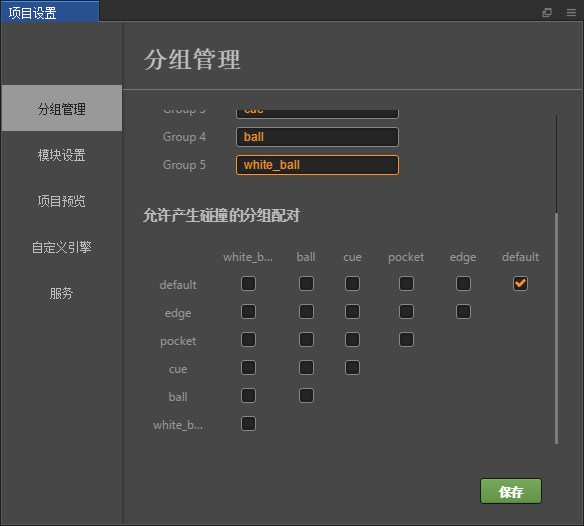 项目设置
分组管理
分组管理
模块设置
项目预览
自定义引擎
服务
Group 3 cue
Group 4 ball
Group 5 white_ball
允许产生碰撞的分组配对
white_b... ball cue pocket edge default
default
edge
pocket
cue
ball
white_b...
保存